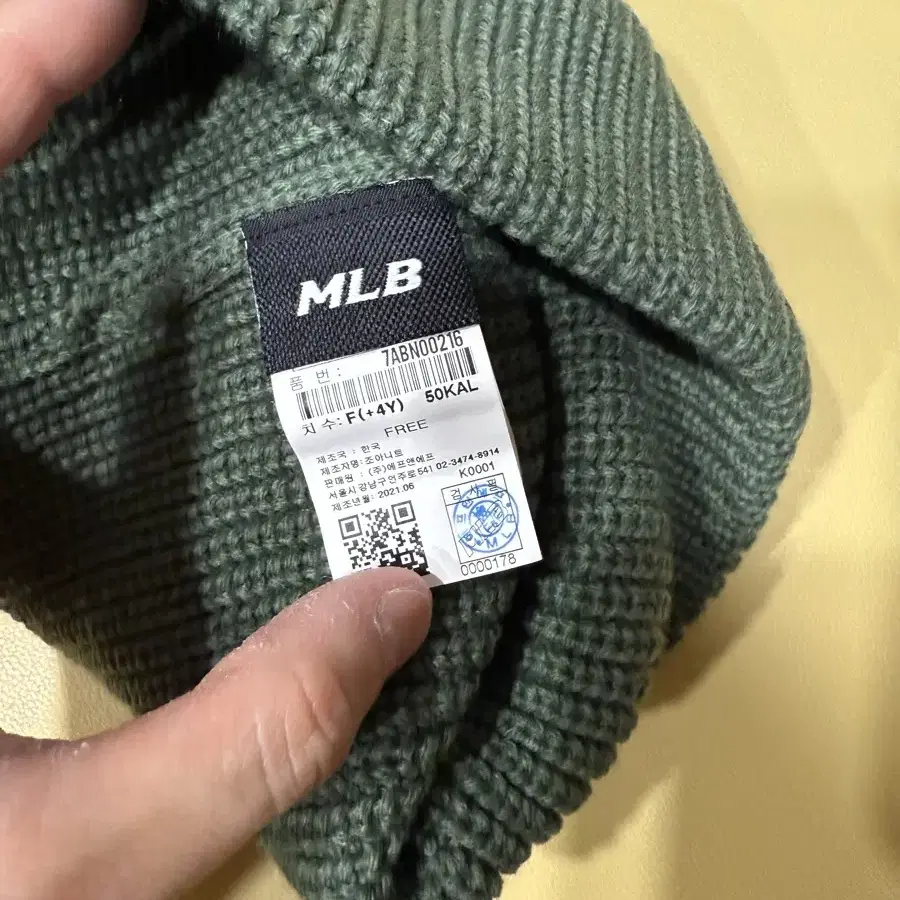 MLB
품 번 : 7ABN00216
치 수: F(+4Y) 50KAL
FREE
제조국 : 한국
제조자명:조아니트
판매원 : (주)에프앤에프
서울시강남구언주로541 02-3474-8914
제조년월: 2021.06
K0001
검 사 필
MLB
0000178